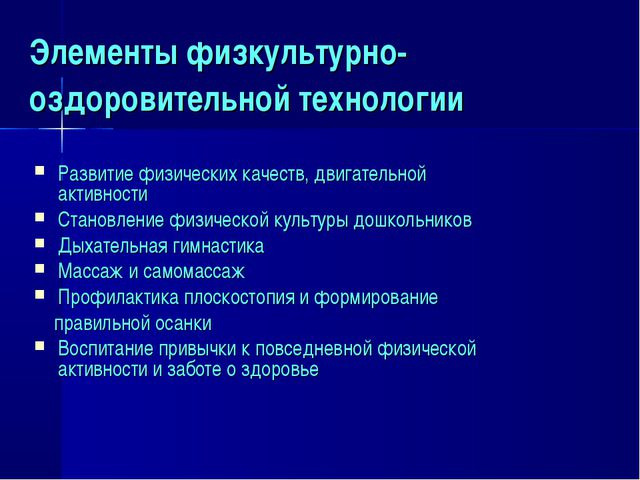 Элементы физкультурно-
оздоровительной технологии
Развитие физических качеств, двигательной
активности
Становление физической культуры дошкольников
Дыхательная гимнастика
Массаж и самомассаж
Профилактика плоскостопия и формирование
правильной осанки
Воспитание привычки к повседневной физической
активности и заботе о здоровье